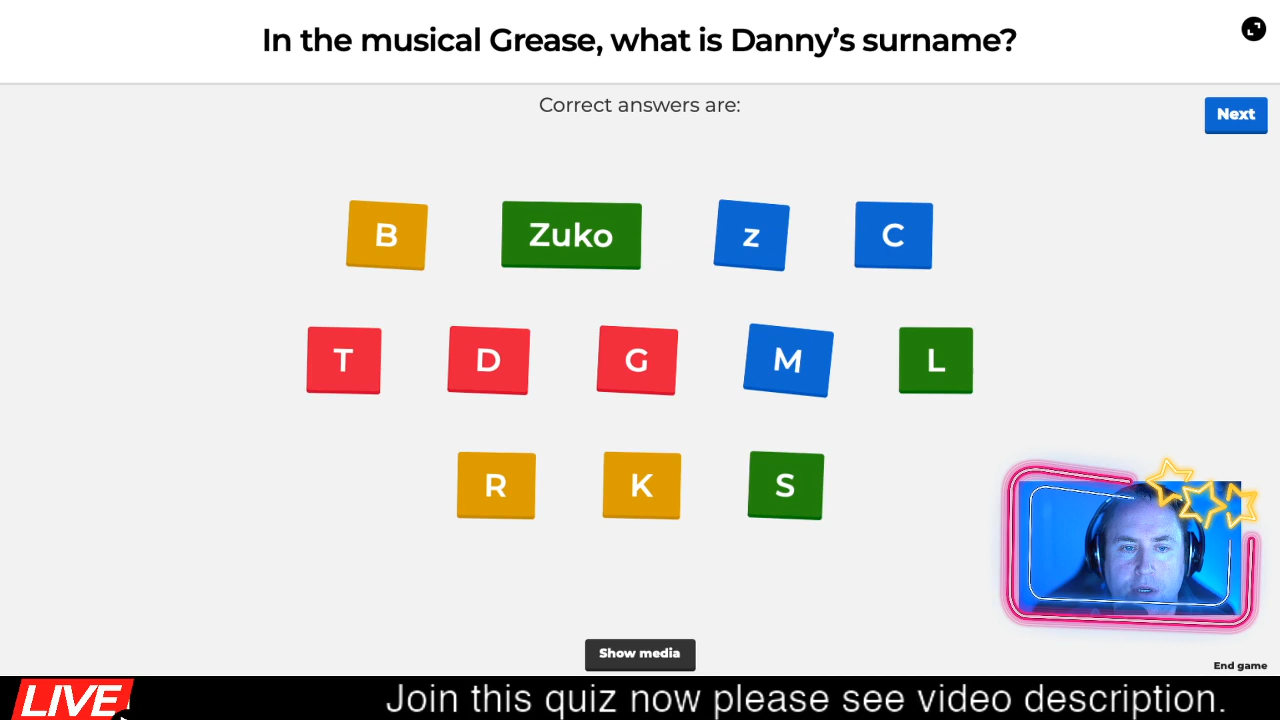 In the musical Grease, what is Danny’s surname?
Correct answers are:
Next
B Zuko z C
T D G M L
R K S
Show media
End game
LIVE Join this quiz now please see video description.